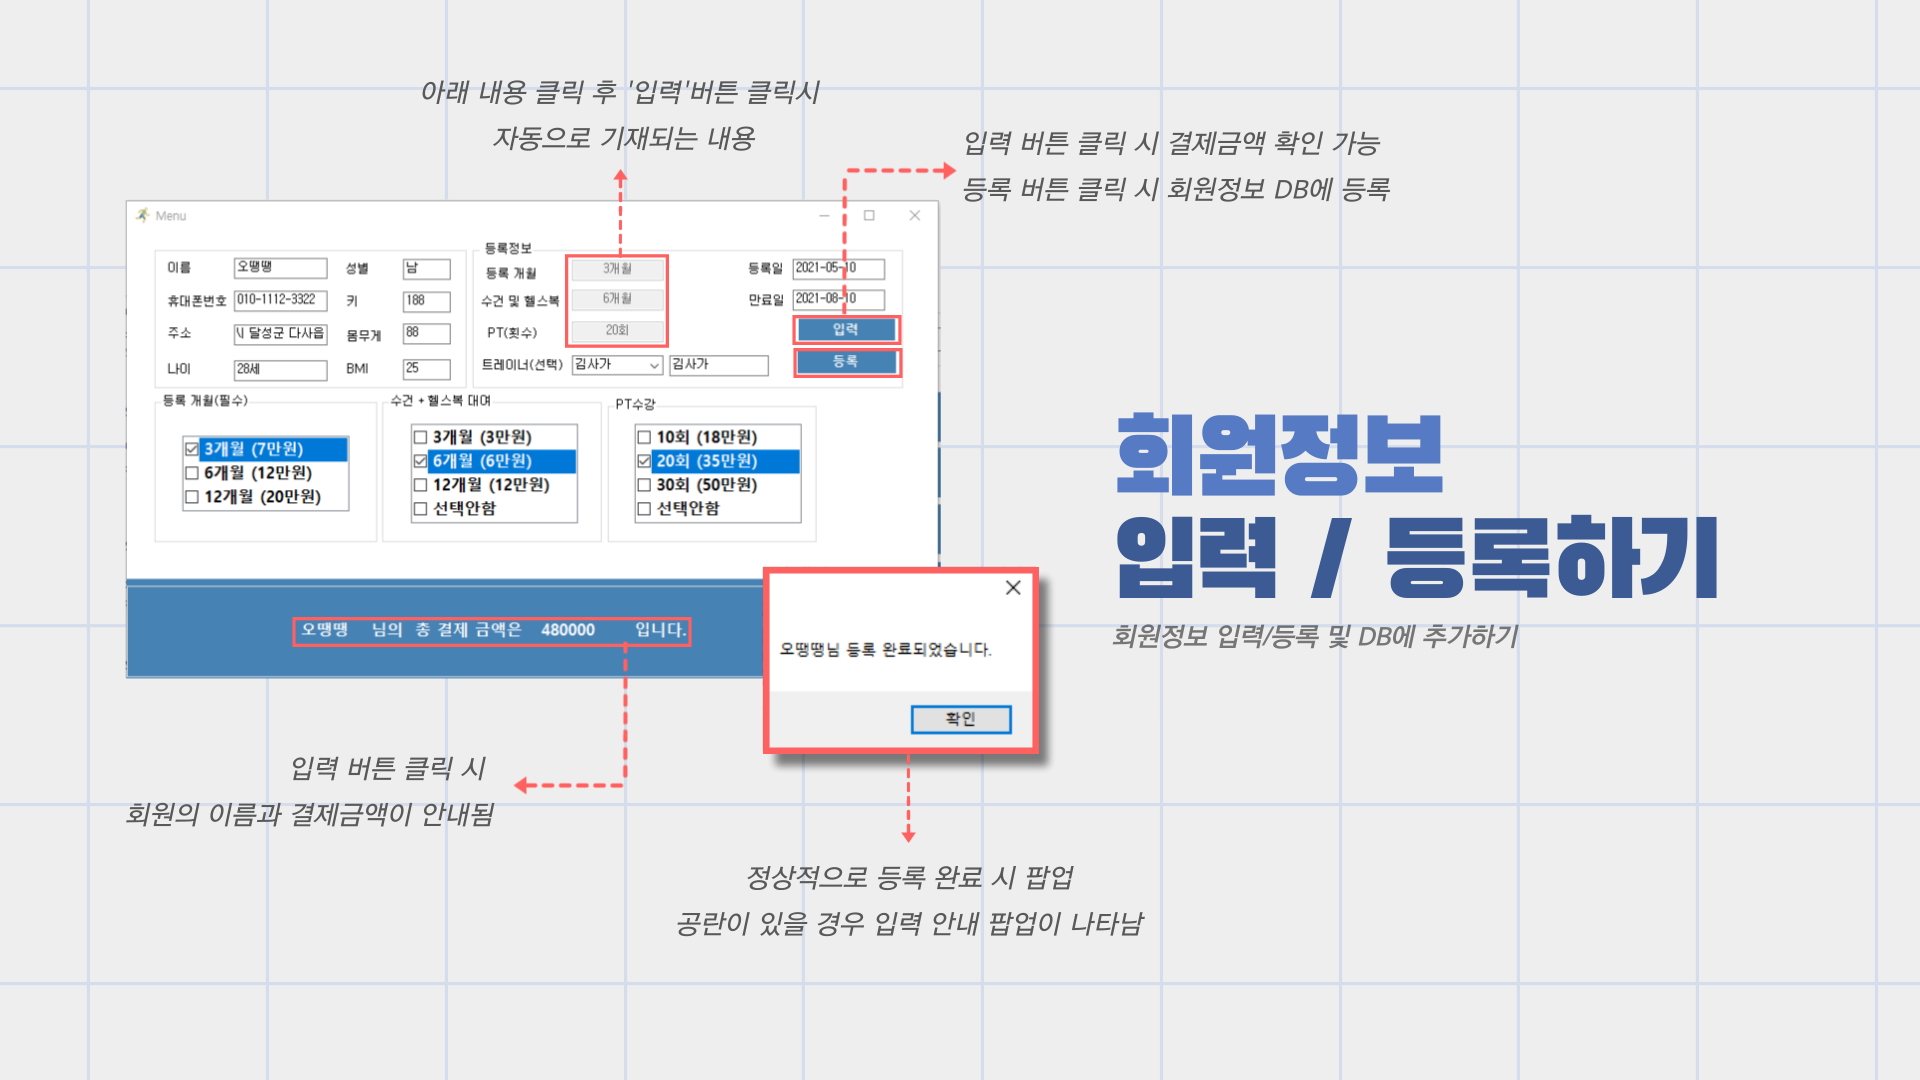 아래 내용 클릭 후 '입력'버튼 클릭시
자동으로 기재되는 내용
입력 버튼 클릭 시 결제금액 확인 가능
등록 버튼 클릭 시 회원정보 DB에 등록
Menu
이름 오땡땡 성별 남
휴대폰번호 010-1112-3322 키 188
주소 달성군 다사읍 몸무게 88
나이 28세 BMI 25
등록정보
등록 개월 3개월 등록일 2021-05-10
수건 및 헬스복 6개월 만료일 2021-08-10
PT(횟수) 20회 입력
트레이너(선택) 김사가 김사가 등록
등록 개월(필수)
3개월 (7만원)
6개월 (12만원)
12개월 (20만원)
수건 + 헬스복 대여
3개월 (3만원)
6개월 (6만원)
12개월 (12만원)
선택안함
PT수강
10회 (18만원)
20회 (35만원)
30회 (50만원)
선택안함
오땡땡 님의 총 결제 금액은 480000 입니다.
오땡땡님 등록 완료되었습니다.
확인
입력 버튼 클릭 시
회원의 이름과 결제금액이 안내됨
정상적으로 등록 완료 시 팝업
공란이 있을 경우 입력 안내 팝업이 나타남
회원정보
입력 / 등록하기
회원정보 입력/등록 및 DB에 추가하기